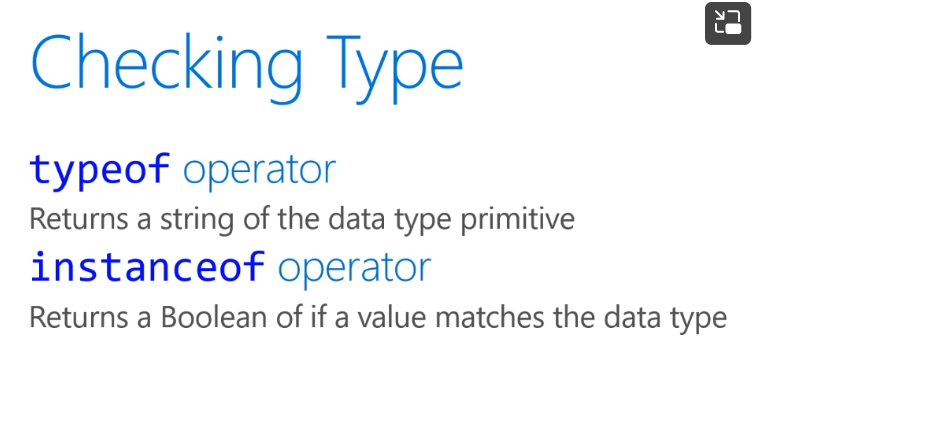 Checking Type
typeof operator
Returns a string of the data type primitive
instanceof operator
Returns a Boolean of if a value matches the data type